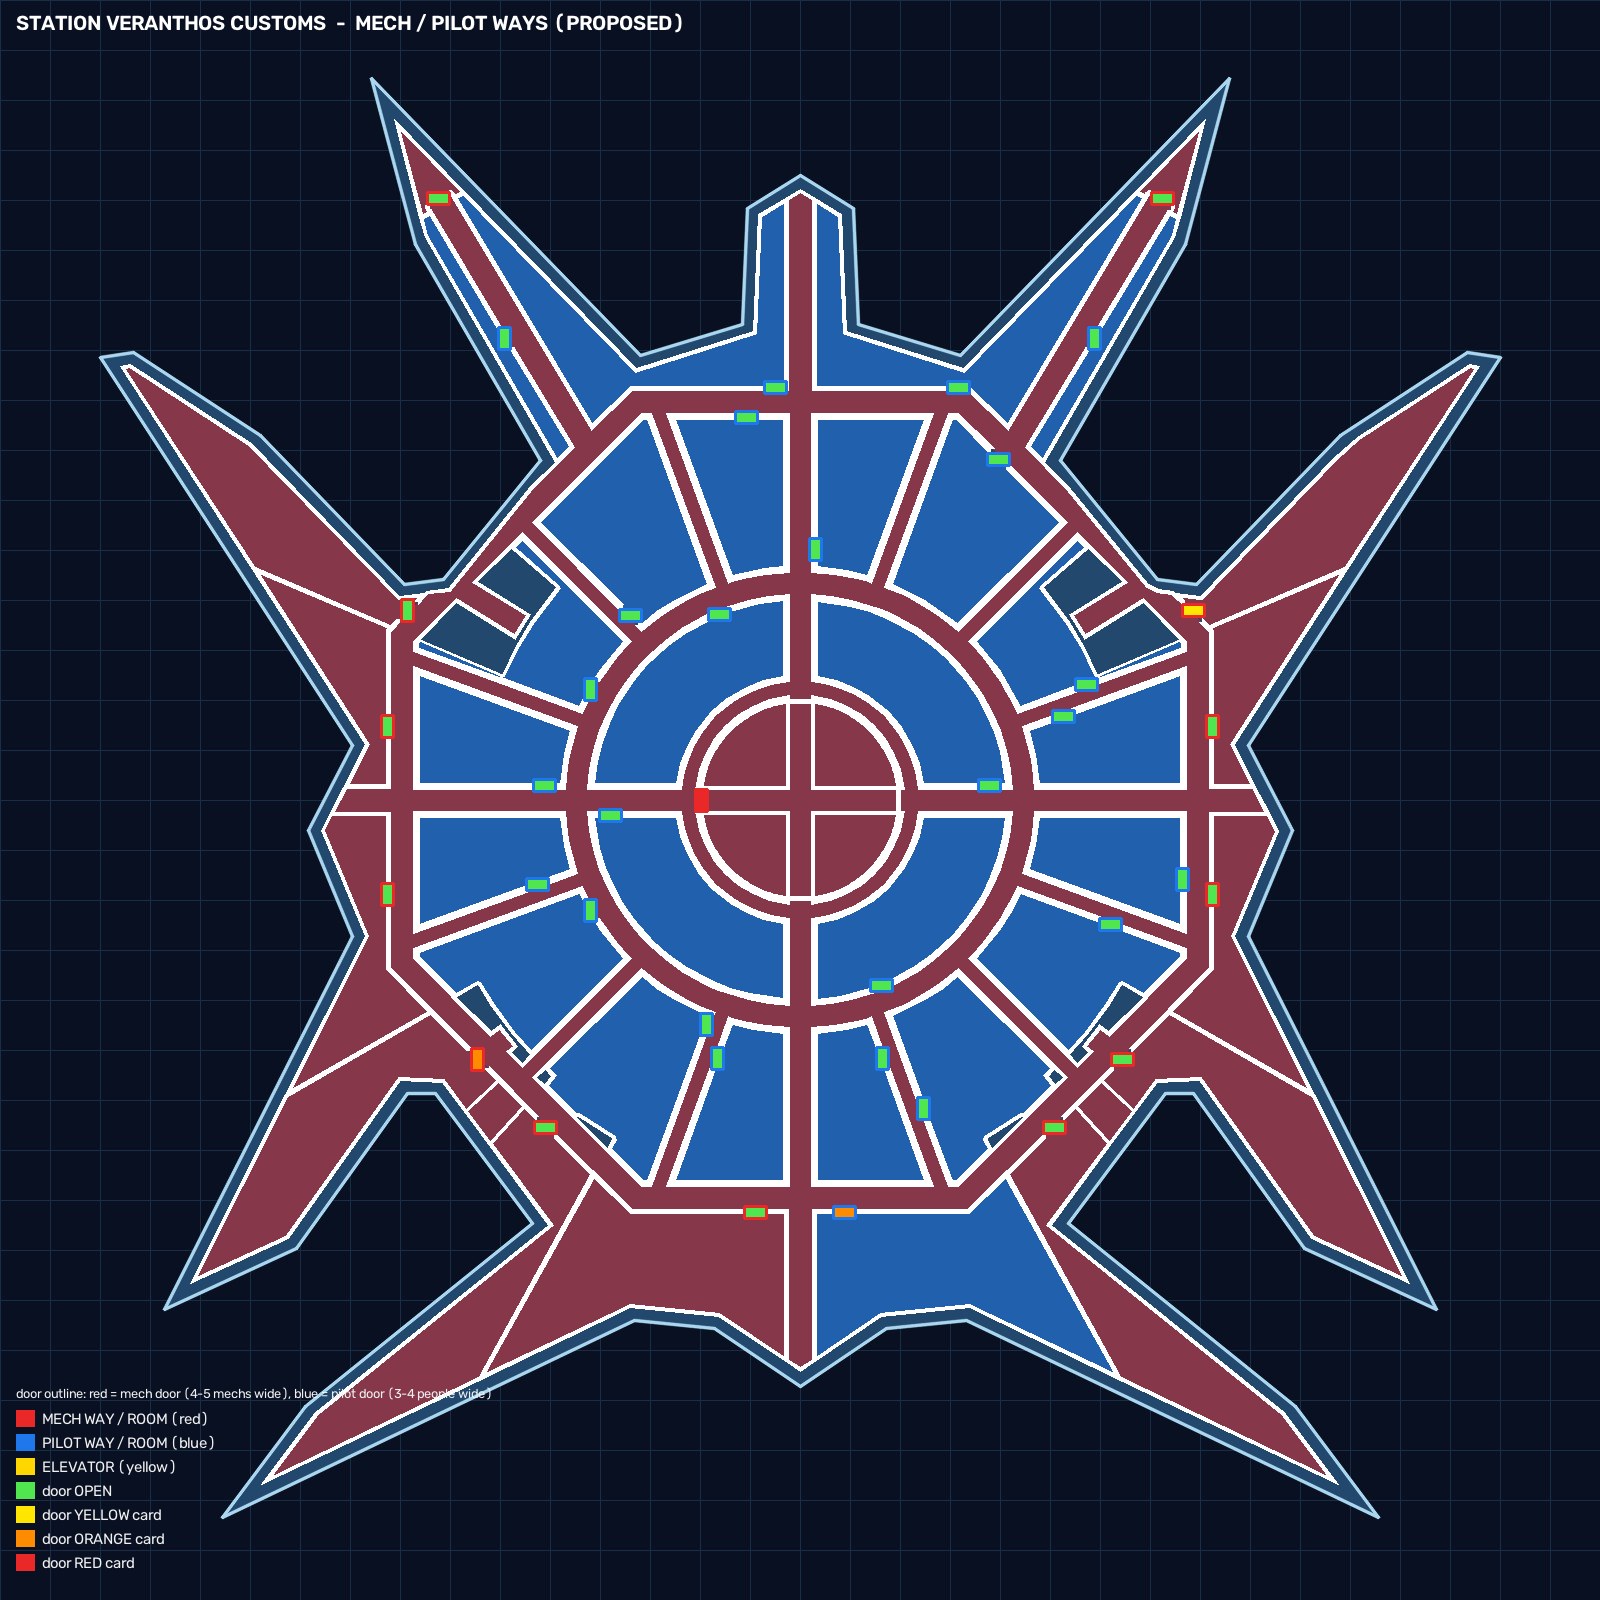 STATION VERANTHOS CUSTOMS - MECH / PILOT WAYS (PROPOSED)
door outline: red = mech door (4-5 mechs wide), blue = pilot door (3-4 people wide)
MECH WAY / ROOM (red)
PILOT WAY / ROOM (blue)
ELEVATOR (yellow)
door OPEN
door YELLOW card
door ORANGE card
door RED card